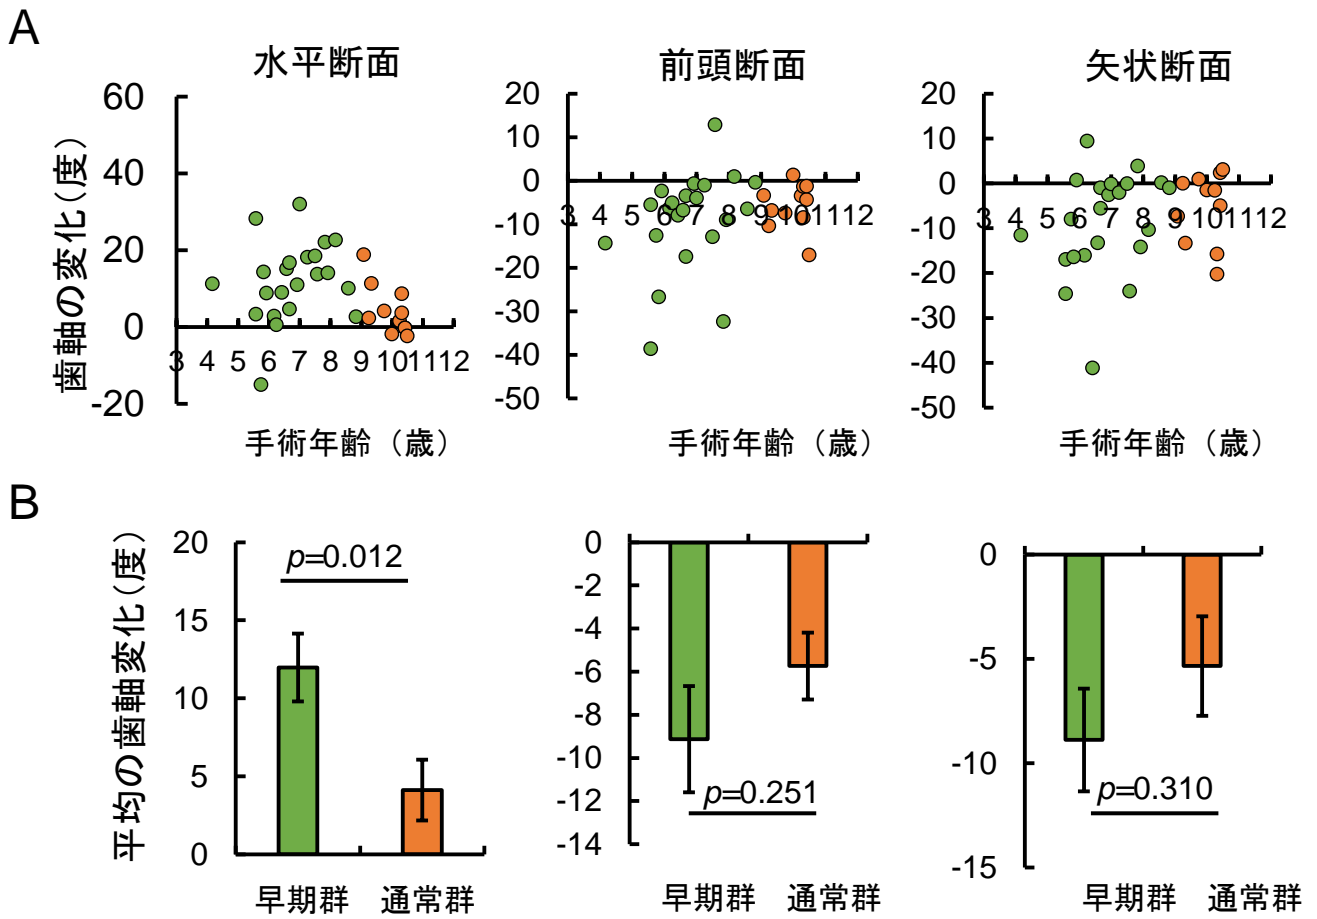 A
水平断面
前頭断面
矢状断面
歯軸の変化(度)
60
40
20
0
-20
3 4 5 6 7 8 9 10 11 12
手術年齢（歳）
20
10
0
-10
-20
-30
-40
-50
3 4 5 6 7 8 9 10 11 12
手術年齢（歳）
20
10
0
-10
-20
-30
-40
-50
3 4 5 6 7 8 9 10 11 12
手術年齢（歳）
B
平均の歯軸変化(度)
20
15
10
5
0
p=0.012
早期群 通常群
0
-2
-4
-6
-8
-10
-12
-14
p=0.251
早期群 通常群
0
-5
-10
-15
p=0.310
早期群 通常群